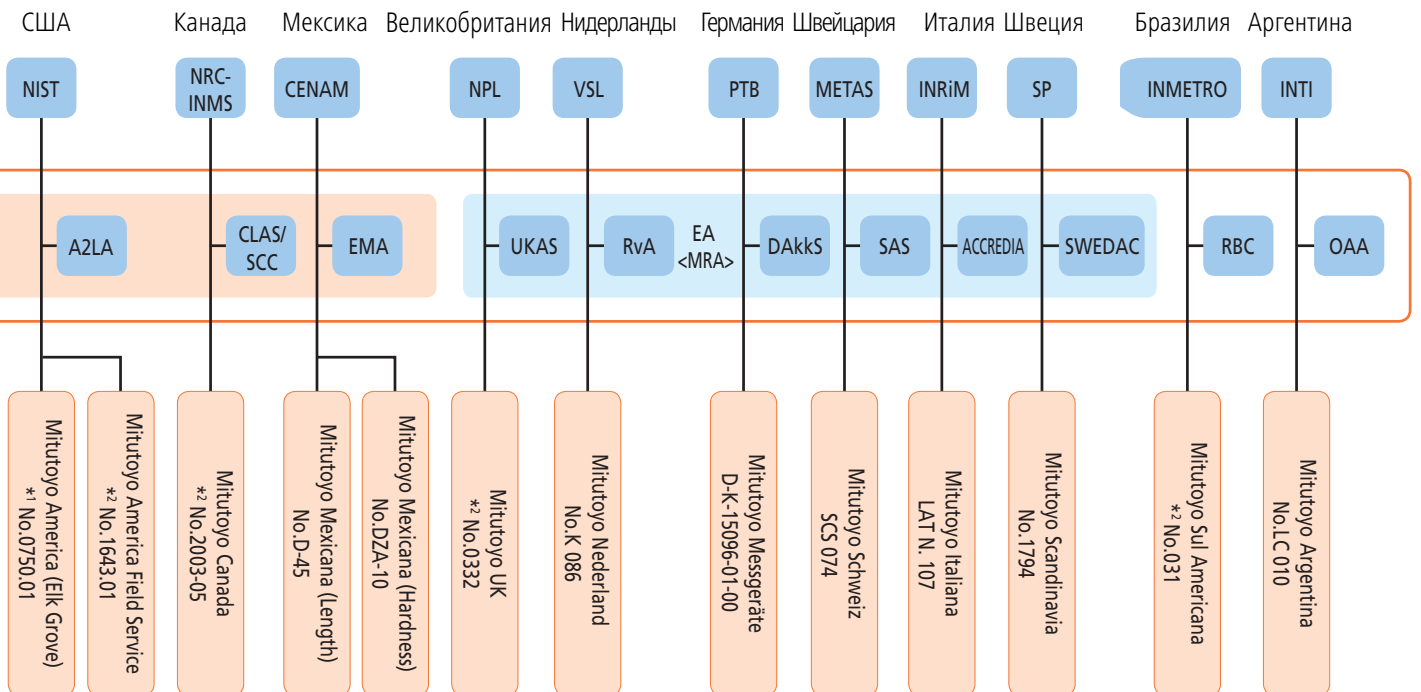 США Канада Мексика Великобритания Нидерланды Германия Швейцария Италия Швеция Бразилия Аргентина
NIST
NRC-
INMS
CENAM
NPL
VSL
PTB
METAS
INRiM
SP
INMETRO
INTI
A2LA
CLAS/
SCC
EMA
UKAS
RvA
EA
<MRA>
DAkkS
SAS
ACCREDIA
SWEDAC
RBC
OAA
Mitutoyo America (Elk Grove)
*1 No.0750.01
Mitutoyo America Field Service
*2 No.1643.01
Mitutoyo Canada
*2 No.2003-05
Mitutoyo Mexicana (Length)
No.D-45
Mitutoyo Mexicana (Hardness)
No.DZA-10
Mitutoyo UK
*2 No.0332
Mitutoyo Nederland
No.K 086
Mitutoyo Messgeräte
D-K-15096-01-00
Mitutoyo Schweiz
SCS 074
Mitutoyo Italiana
LAT N. 107
Mitutoyo Scandinavia
No.1794
Mitutoyo Sul Americana
*2 No.031
Mitutoyo Argentina
No.LC 010